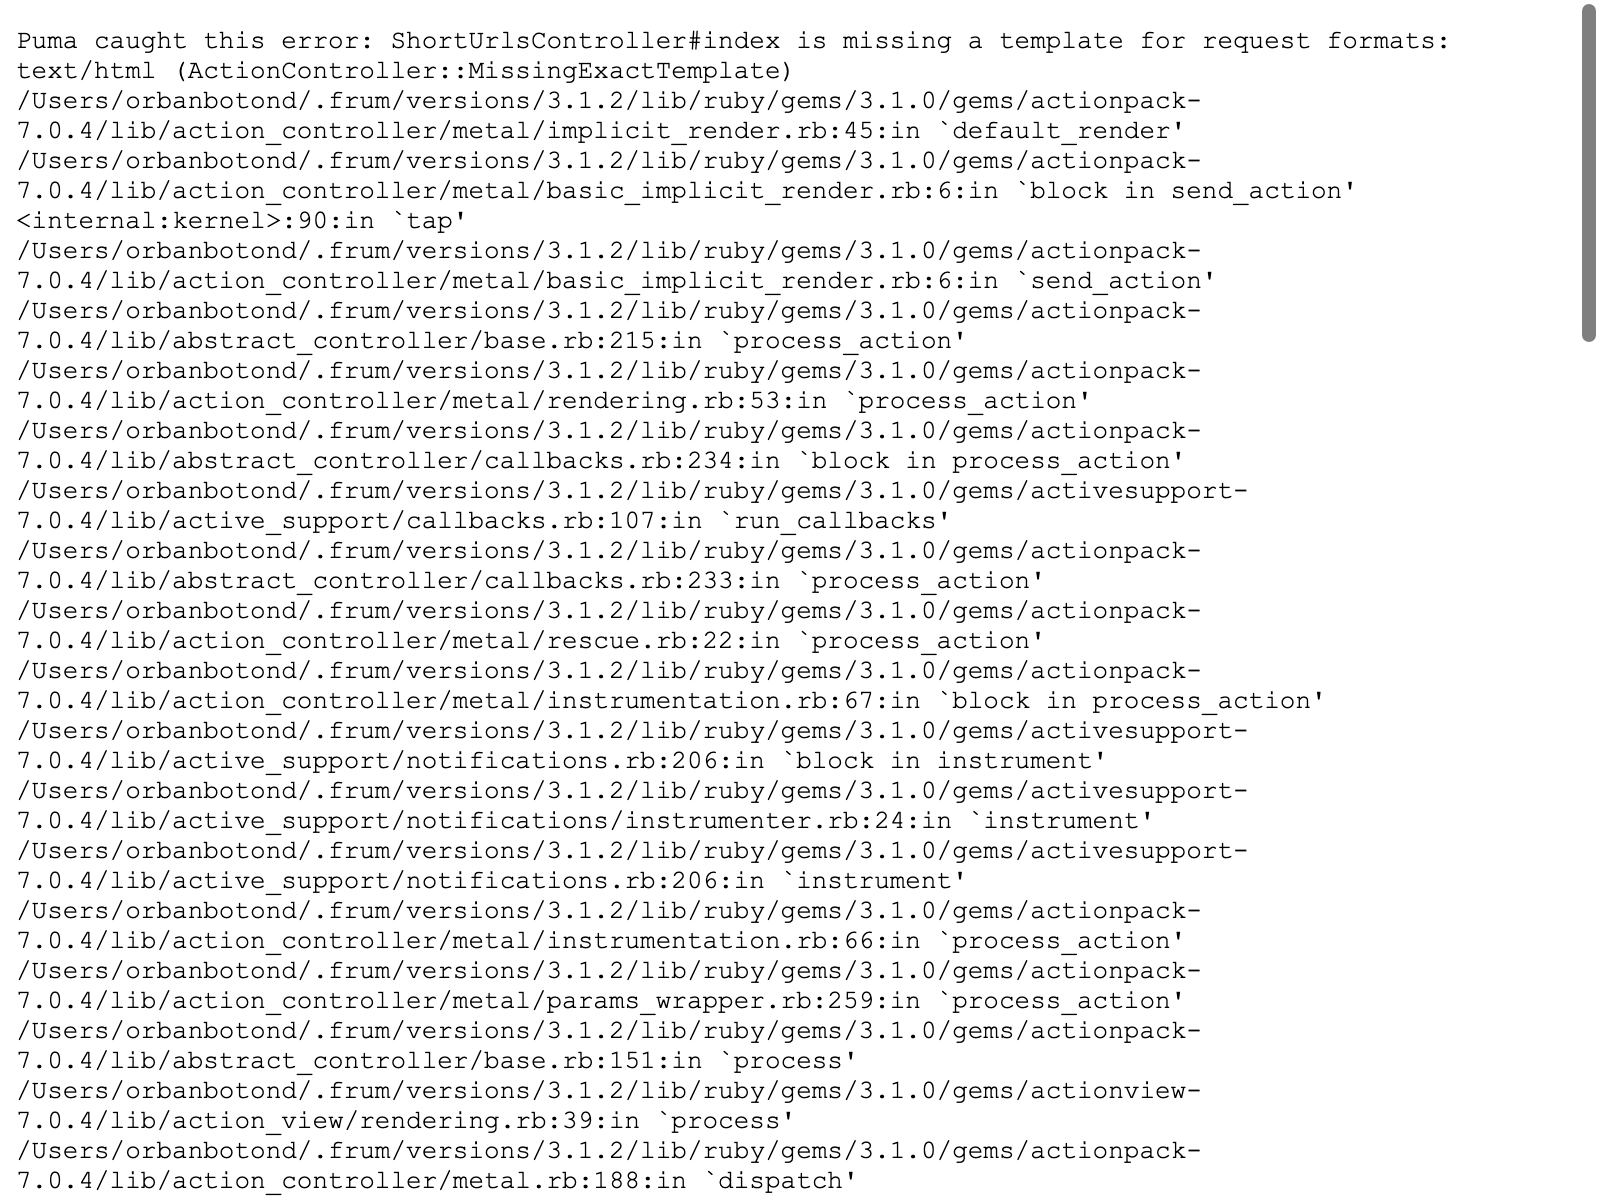 Puma caught this error: ShortUrlsController#index is missing a template for request formats:
text/html (ActionController::MissingExactTemplate)
/Users/orbanbotond/.frum/versions/3.1.2/lib/ruby/gems/3.1.0/gems/actionpack-
7.0.4/lib/action_controller/metal/implicit_render.rb:45:in `default_render'
/Users/orbanbotond/.frum/versions/3.1.2/lib/ruby/gems/3.1.0/gems/actionpack-
7.0.4/lib/action_controller/metal/basic_implicit_render.rb:6:in `block in send_action'
<internal:kernel>:90:in `tap'
/Users/orbanbotond/.frum/versions/3.1.2/lib/ruby/gems/3.1.0/gems/actionpack-
7.0.4/lib/action_controller/metal/basic_implicit_render.rb:6:in `send_action'
/Users/orbanbotond/.frum/versions/3.1.2/lib/ruby/gems/3.1.0/gems/actionpack-
7.0.4/lib/abstract_controller/base.rb:215:in `process_action'
/Users/orbanbotond/.frum/versions/3.1.2/lib/ruby/gems/3.1.0/gems/actionpack-
7.0.4/lib/action_controller/metal/rendering.rb:53:in `process_action'
/Users/orbanbotond/.frum/versions/3.1.2/lib/ruby/gems/3.1.0/gems/actionpack-
7.0.4/lib/abstract_controller/callbacks.rb:234:in `block in process_action'
/Users/orbanbotond/.frum/versions/3.1.2/lib/ruby/gems/3.1.0/gems/activesupport-
7.0.4/lib/active_support/callbacks.rb:107:in `run_callbacks'
/Users/orbanbotond/.frum/versions/3.1.2/lib/ruby/gems/3.1.0/gems/actionpack-
7.0.4/lib/abstract_controller/callbacks.rb:233:in `process_action'
/Users/orbanbotond/.frum/versions/3.1.2/lib/ruby/gems/3.1.0/gems/actionpack-
7.0.4/lib/action_controller/metal/rescue.rb:22:in `process_action'
/Users/orbanbotond/.frum/versions/3.1.2/lib/ruby/gems/3.1.0/gems/actionpack-
7.0.4/lib/action_controller/metal/instrumentation.rb:67:in `block in process_action'
/Users/orbanbotond/.frum/versions/3.1.2/lib/ruby/gems/3.1.0/gems/activesupport-
7.0.4/lib/active_support/notifications.rb:206:in `block in instrument'
/Users/orbanbotond/.frum/versions/3.1.2/lib/ruby/gems/3.1.0/gems/activesupport-
7.0.4/lib/active_support/notifications/instrumenter.rb:24:in `instrument'
/Users/orbanbotond/.frum/versions/3.1.2/lib/ruby/gems/3.1.0/gems/activesupport-
7.0.4/lib/active_support/notifications.rb:206:in `instrument'
/Users/orbanbotond/.frum/versions/3.1.2/lib/ruby/gems/3.1.0/gems/actionpack-
7.0.4/lib/action_controller/metal/instrumentation.rb:66:in `process_action'
/Users/orbanbotond/.frum/versions/3.1.2/lib/ruby/gems/3.1.0/gems/actionpack-
7.0.4/lib/action_controller/metal/params_wrapper.rb:259:in `process_action'
/Users/orbanbotond/.frum/versions/3.1.2/lib/ruby/gems/3.1.0/gems/actionpack-
7.0.4/lib/abstract_controller/base.rb:151:in `process'
/Users/orbanbotond/.frum/versions/3.1.2/lib/ruby/gems/3.1.0/gems/actionview-
7.0.4/lib/action_view/rendering.rb:39:in `process'
/Users/orbanbotond/.frum/versions/3.1.2/lib/ruby/gems/3.1.0/gems/actionpack-
7.0.4/lib/action_controller/metal.rb:188:in `dispatch'